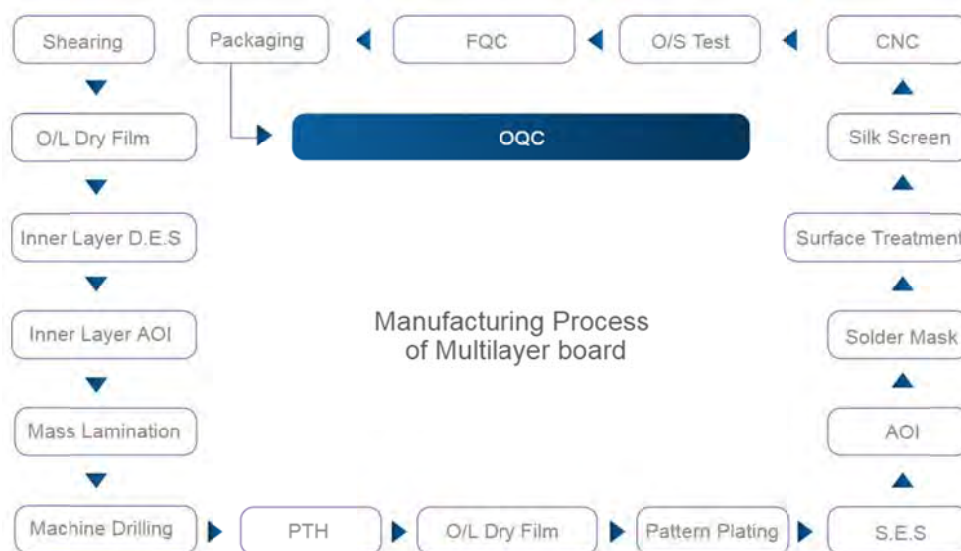 Shearing
Packaging
FQC
O/S Test
CNC
O/L Dry Film
OQC
Silk Screen
Inner Layer D.E.S
Surface Treatment
Inner Layer AOI
Manufacturing Process
of Multilayer board
Solder Mask
Mass Lamination
AOI
Machine Drilling
PTH
O/L Dry Film
Pattern Plating
S.E.S